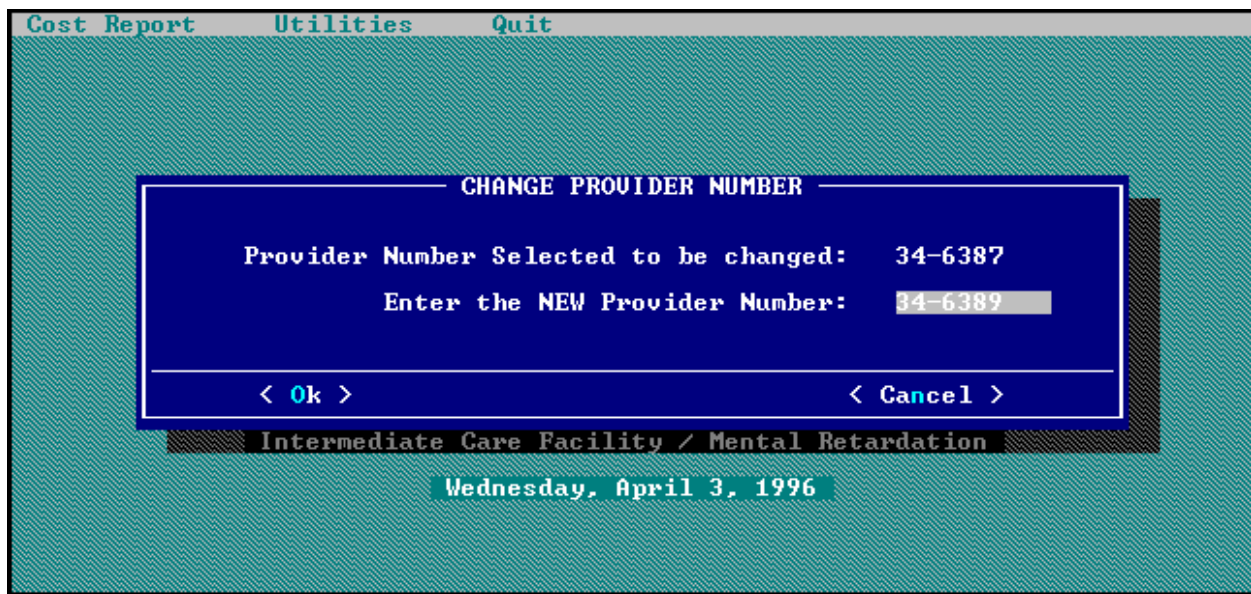 Cost Report Utilities Quit
CHANGE PROVIDER NUMBER
Provider Number Selected to be changed: 34-6387
Enter the NEW Provider Number: 34-6389
< Ok > < Cancel >
Intermediate Care Facility / Mental Retardation
Wednesday, April 3, 1996